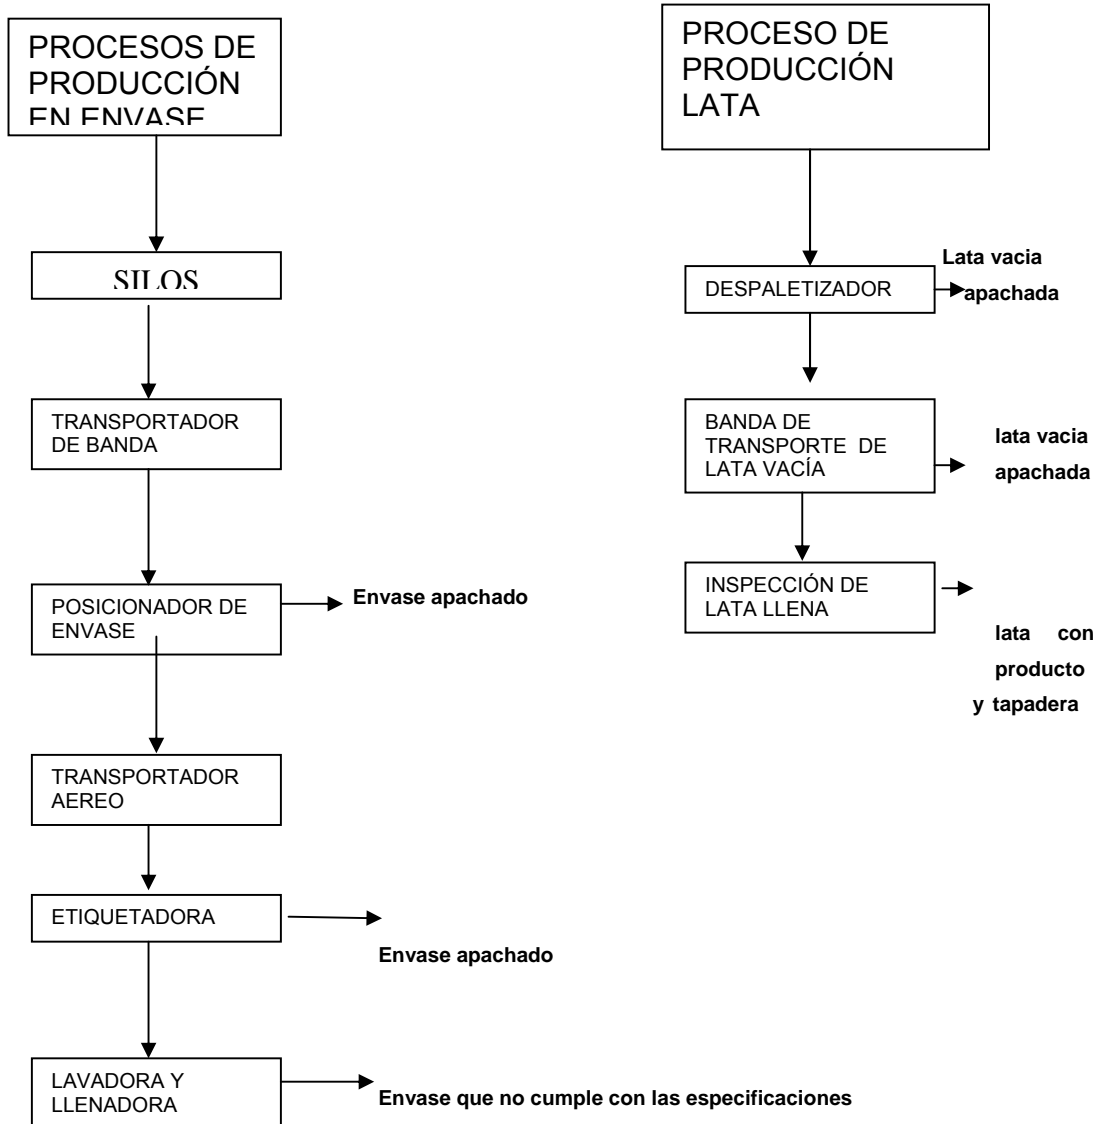 PROCESOS DE
PRODUCCIÓN
EN ENVASE
SILOS
TRANSPORTADOR
DE BANDA
POSICIONADOR DE
ENVASE
Envase apachado
TRANSPORTADOR
AEREO
ETIQUETADORA
Envase apachado
LAVADORA Y
LLENADORA
Envase que no cumple con las especificaciones
PROCESO DE
PRODUCCIÓN
LATA
DESPALETIZADOR
Lata vacia
apachada
BANDA DE
TRANSPORTE DE
LATA VACÍA
lata vacia
apachada
INSPECCIÓN DE
LATA LLENA
lata con
producto
y tapadera